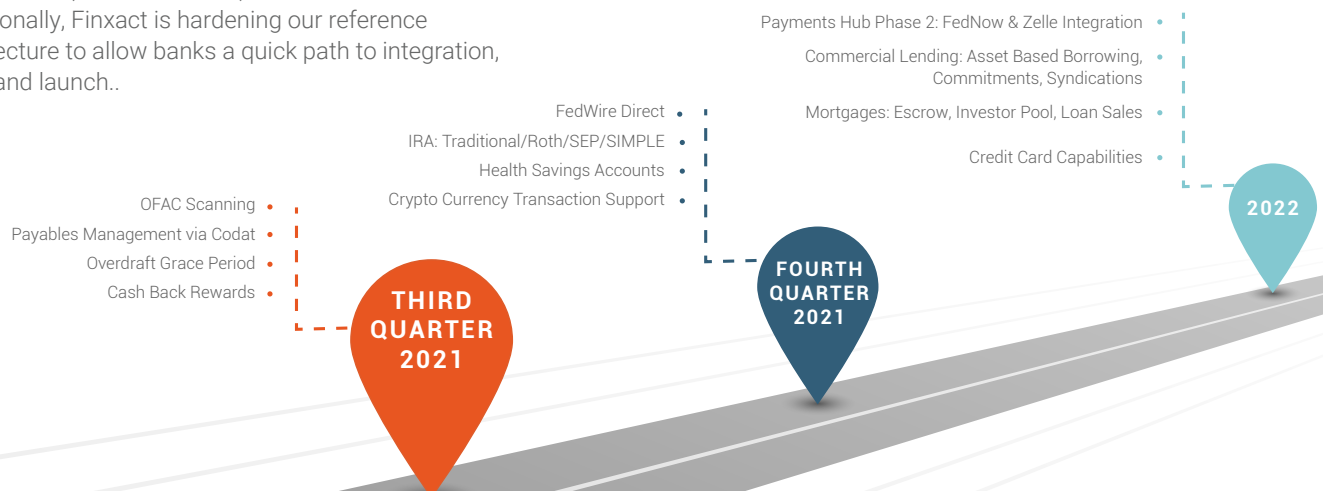 onally, Finxact is hardening our reference
ecture to allow banks a quick path to integration,
and launch..
Payments Hub Phase 2: FedNow & Zelle Integration
Commercial Lending: Asset Based Borrowing,
Commitments, Syndications
Mortgages: Escrow, Investor Pool, Loan Sales
Credit Card Capabilities
2022
FedWire Direct
IRA: Traditional/Roth/SEP/SIMPLE
Health Savings Accounts
Crypto Currency Transaction Support
FOURTH
QUARTER
2021
OFAC Scanning
Payables Management via Codat
Overdraft Grace Period
Cash Back Rewards
THIRD
QUARTER
2021